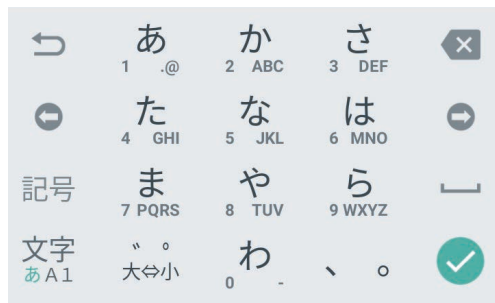 あ か さ
1 .@ 2 ABC 3 DEF
た な は
4 GHI 5 JKL 6 MNO
記号 ま や ら
7 PQRS 8 TUV 9 WXYZ
文字 ゛ ゜ わ 、 。
あA1 大⇔小 0 -